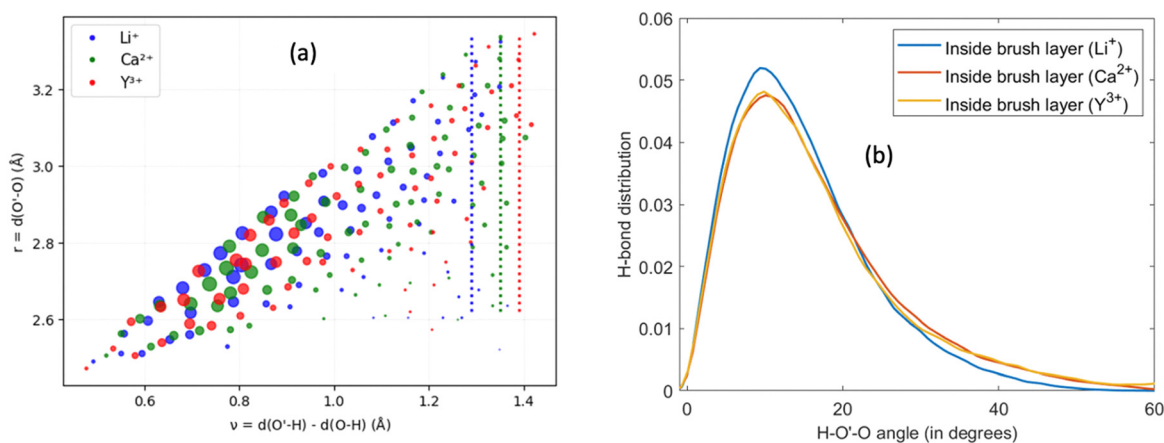 (a)
Li⁺
Ca²⁺
Y³⁺
r = d(O'-O) (Å)
3.2
3.0
2.8
2.6
0.6 0.8 1.0 1.2 1.4
ν = d(O'-H) - d(O-H) (Å)
(b)
Inside brush layer (Li⁺)
Inside brush layer (Ca²⁺)
Inside brush layer (Y³⁺)
H-bond distribution
0.06
0.05
0.04
0.03
0.02
0.01
0
0 20 40 60
H-O'-O angle (in degrees)